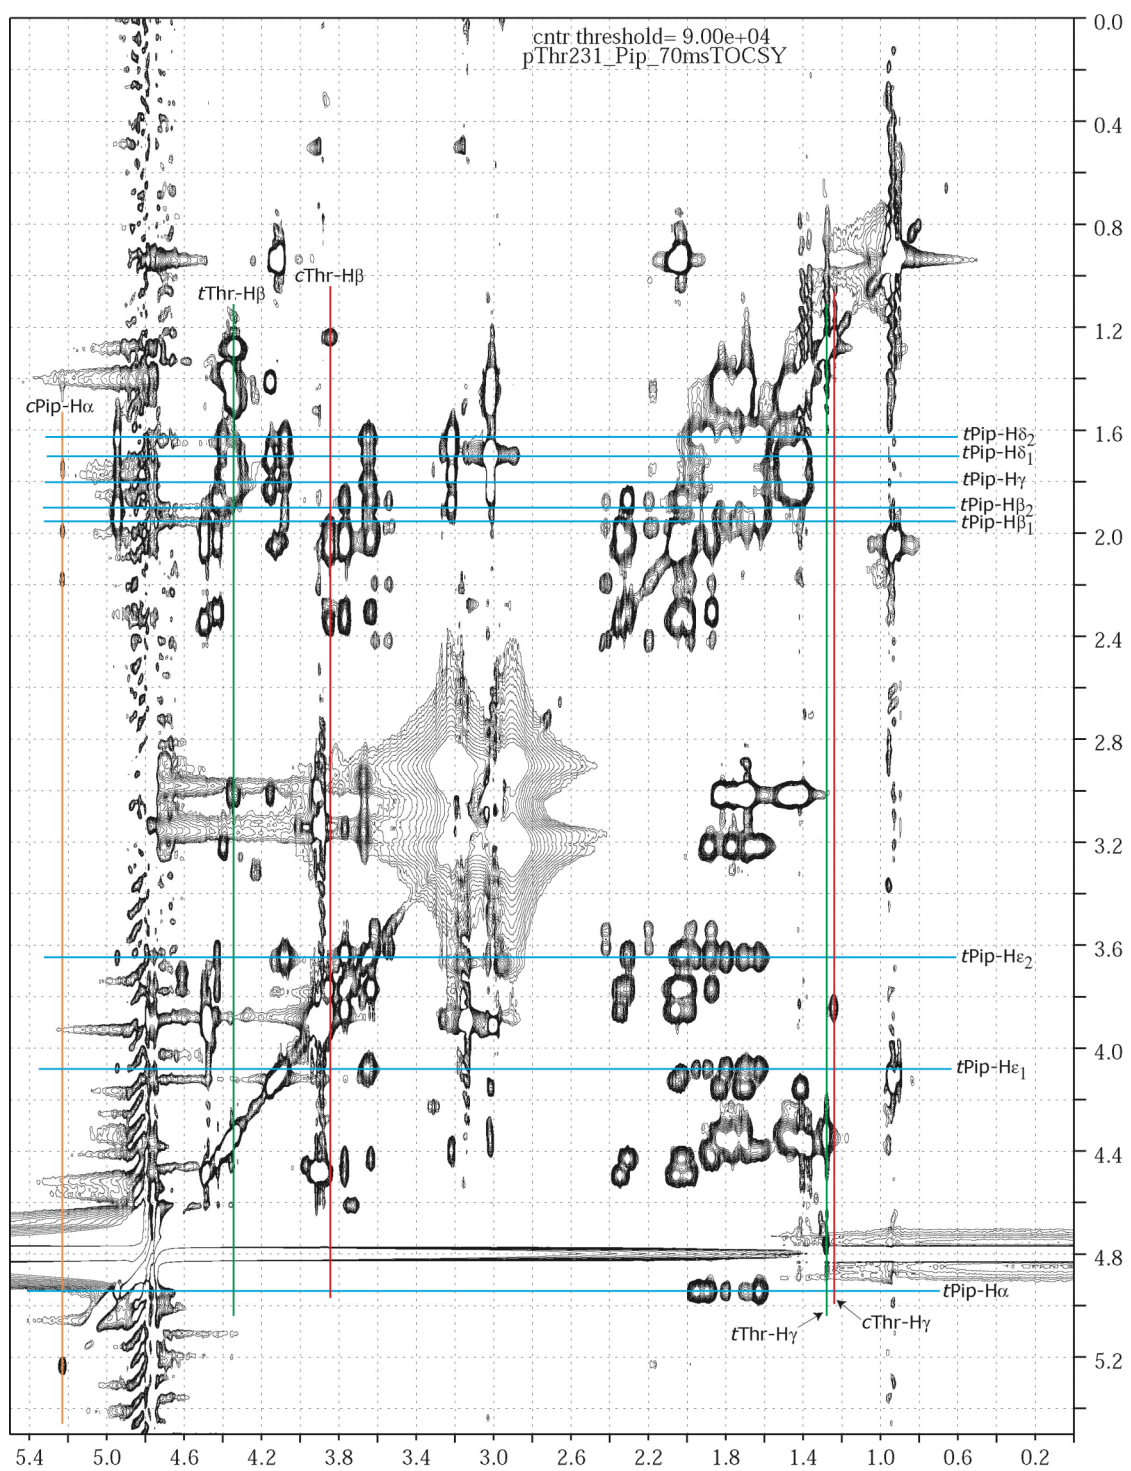 cntr threshold= 9.00e+04
pThr231_Pip_70msTOCSY
0.0
0.4
0.8
cThr-Hβ
tThr-Hβ
1.2
cPip-Hα
1.6
tPip-Hδ2
tPip-Hδ1
tPip-Hγ
tPip-Hβ2
tPip-Hβ1
2.0
2.4
2.8
3.2
3.6
tPip-Hε2
4.0
tPip-Hε1
4.4
4.8
tPip-Hα
tThr-Hγ
cThr-Hγ
5.2
5.4 5.0 4.6 4.2 3.8 3.4 3.0 2.6 2.2 1.8 1.4 1.0 0.6 0.2